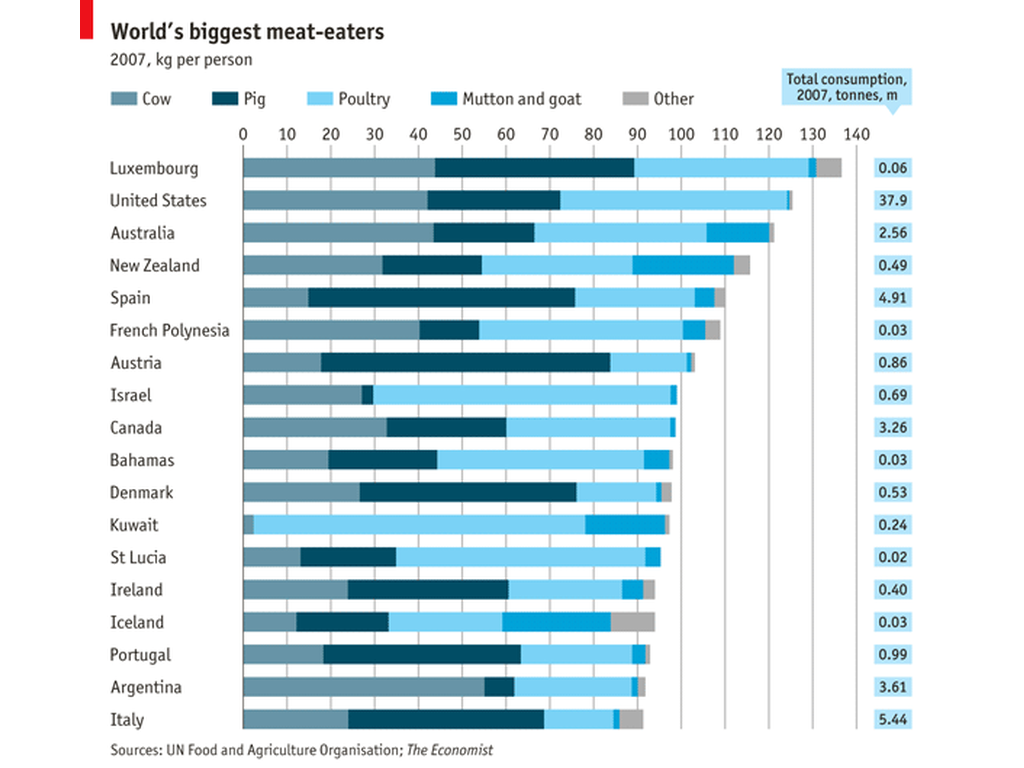 World's biggest meat-eaters
2007, kg per person
Cow Pig Poultry Mutton and goat Other
Total consumption,
2007, tonnes, m
0 10 20 30 40 50 60 70 80 90 100 110 120 130 140
Luxembourg 0.06
United States 37.9
Australia 2.56
New Zealand 0.49
Spain 4.91
French Polynesia 0.03
Austria 0.86
Israel 0.69
Canada 3.26
Bahamas 0.03
Denmark 0.53
Kuwait 0.24
St Lucia 0.02
Ireland 0.40
Iceland 0.03
Portugal 0.99
Argentina 3.61
Italy 5.44
Sources: UN Food and Agriculture Organisation; The Economist